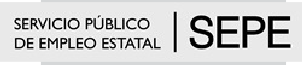 SERVICIO PÚBLICO
DE EMPLEO ESTATAL
SEPE